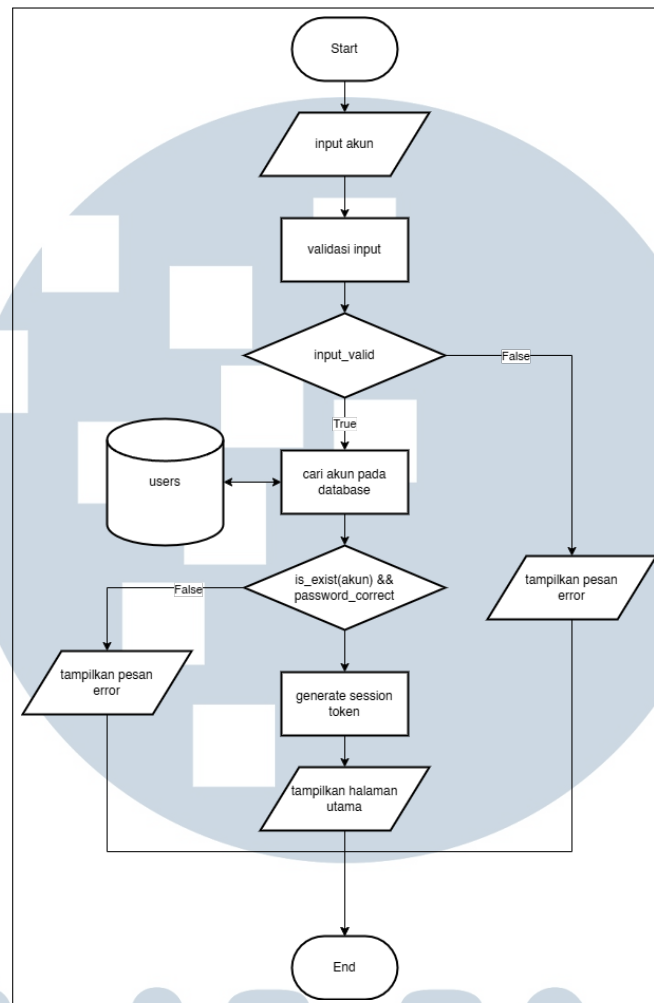 Start
input akun
validasi input
input_valid
False
True
users
cari akun pada
database
is_exist(akun) &&
password_correct
False
tampilkan pesan
error
tampilkan pesan
error
generate session
token
tampilkan halaman
utama
End